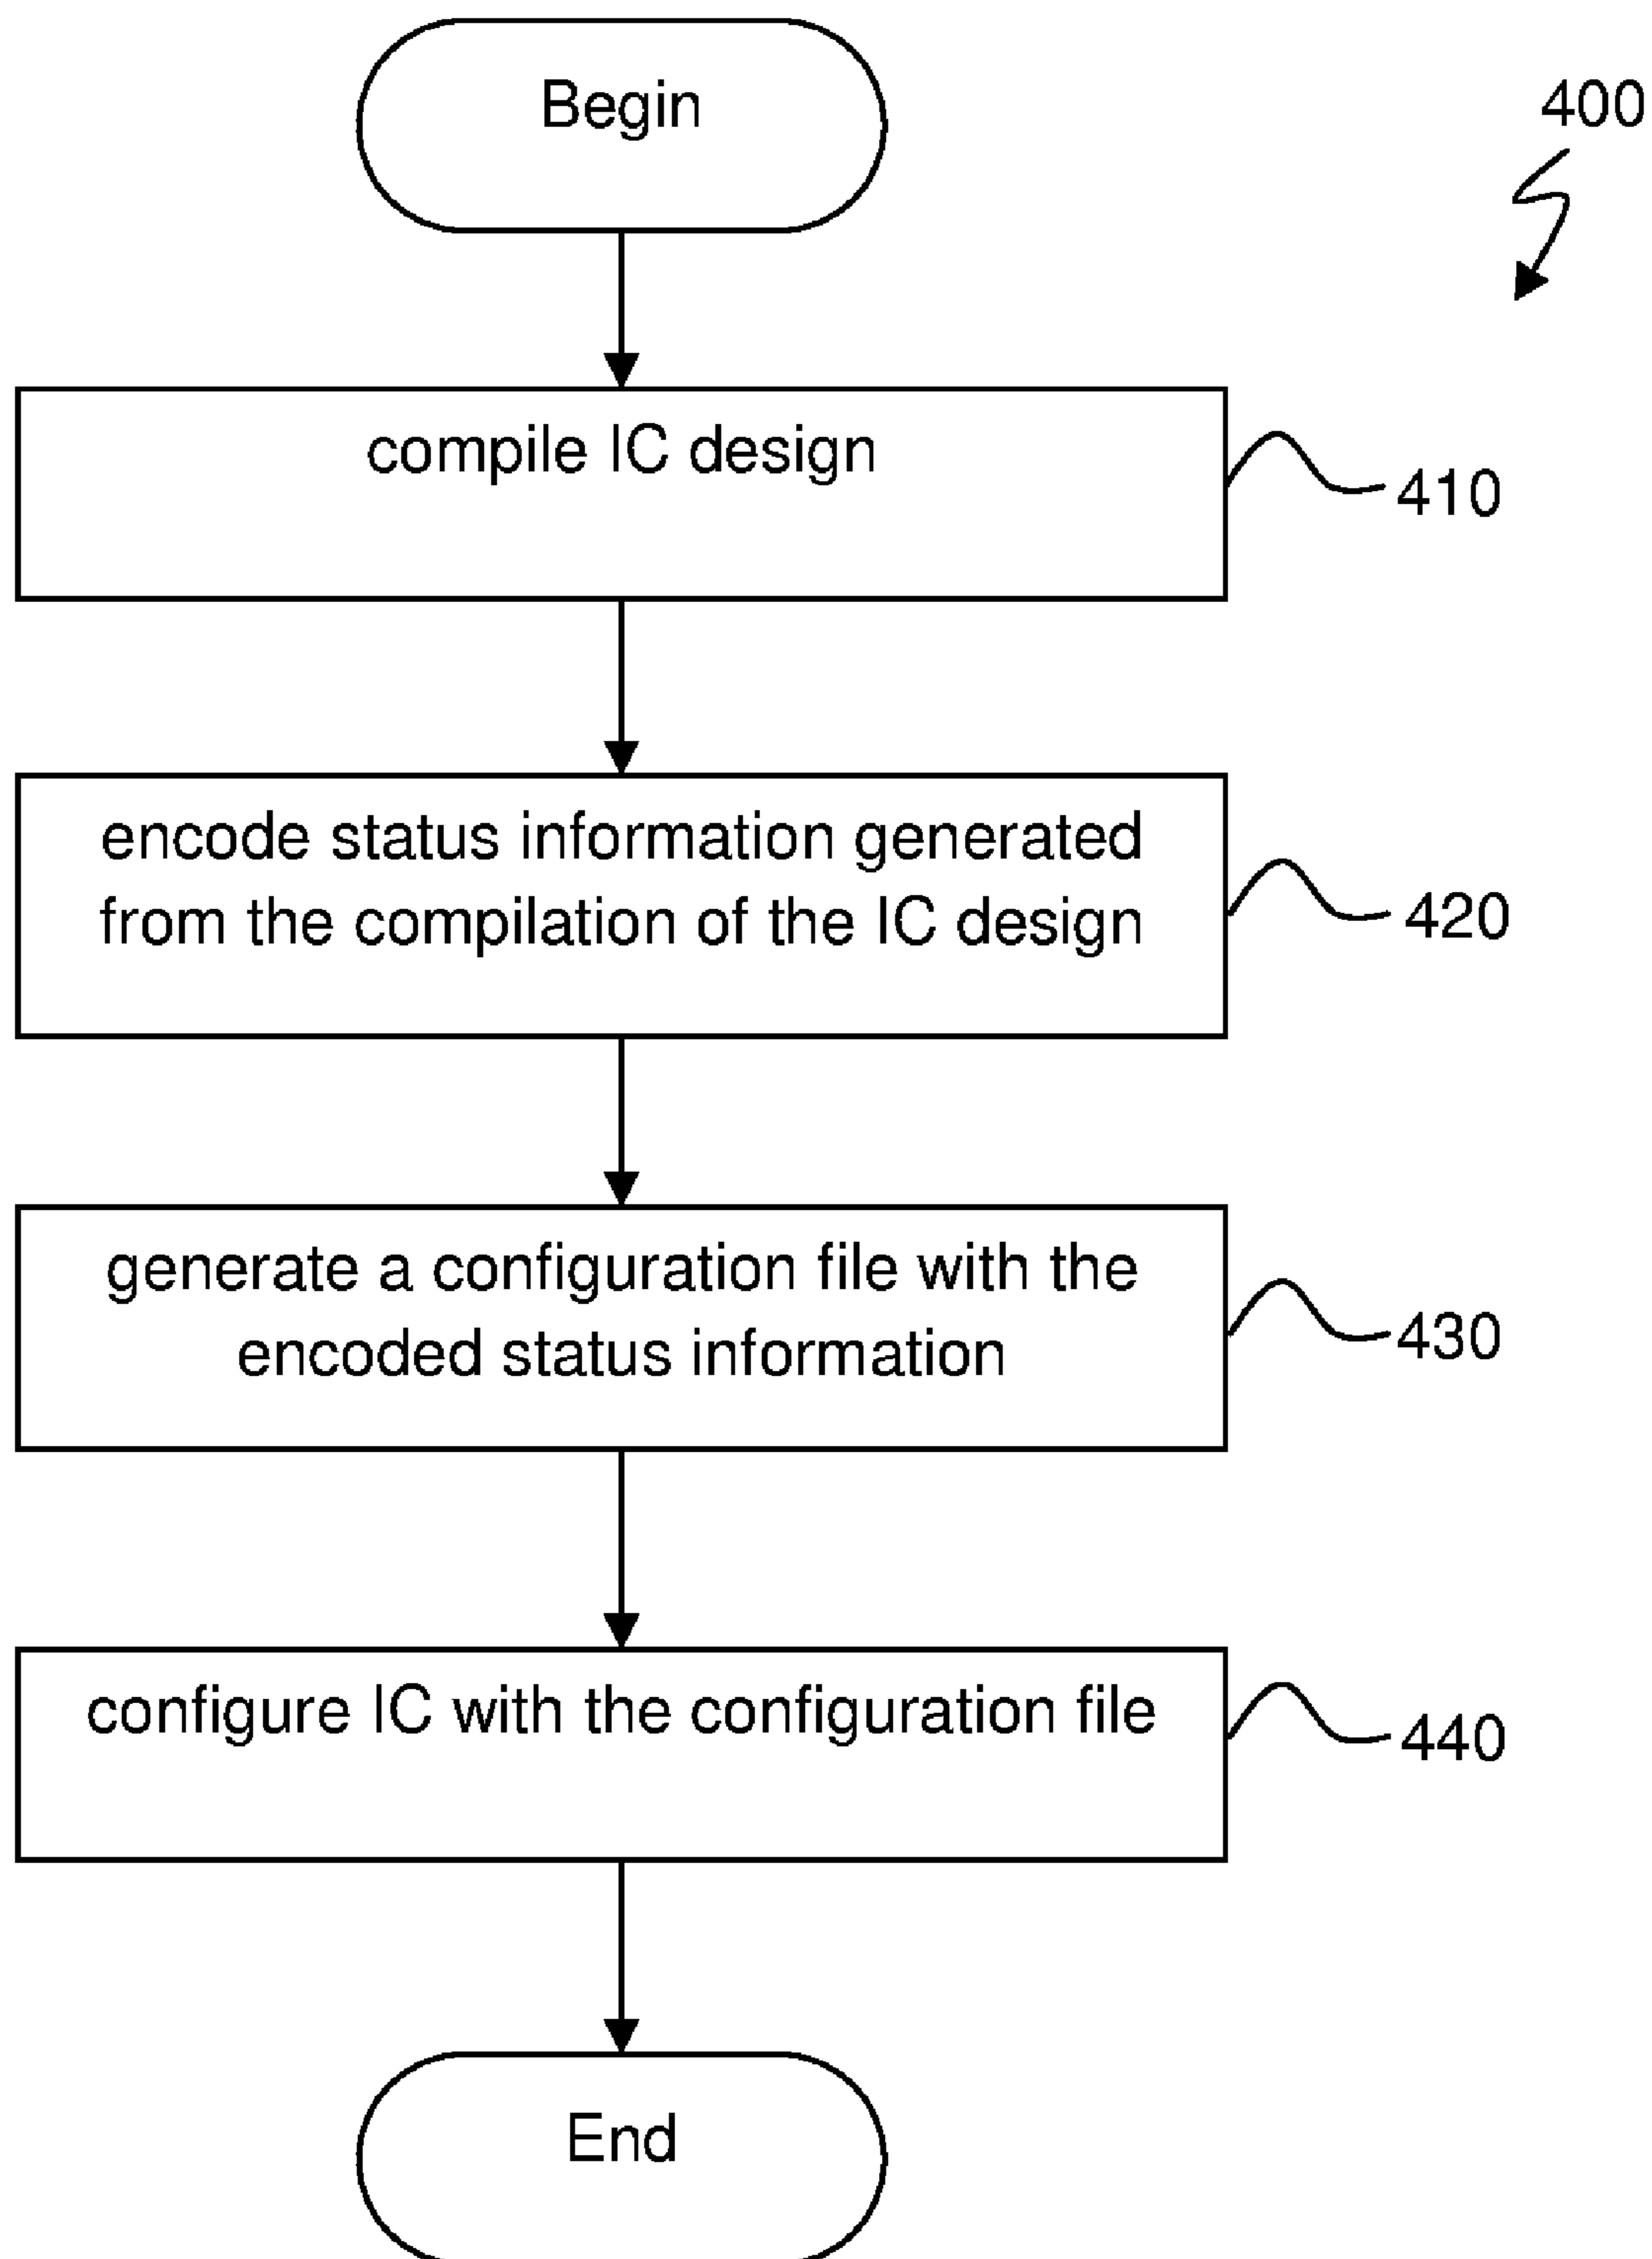 Begin
400
compile IC design
410
encode status information generated
from the compilation of the IC design
420
generate a configuration file with the
encoded status information
430
configure IC with the configuration file
440
End